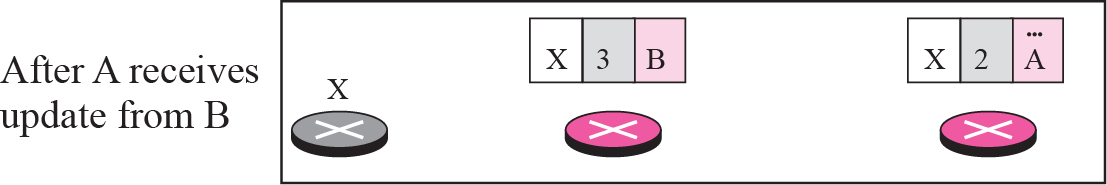 After A receives
update from B
X
X 3 B
X 2 A
...